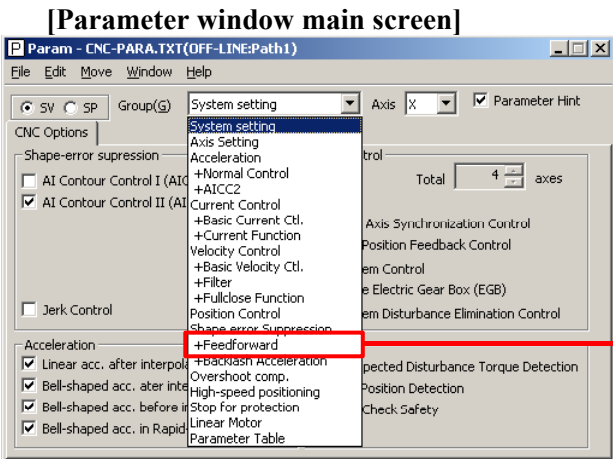 [Parameter window main screen]
Param - CNC-PARA.TXT(OFF-LINE:Path1)
File Edit Move Window Help
SV SP Group(G) System setting Axis X Parameter Hint
CNC Options
System setting
Axis Setting
Acceleration
+Normal Control
+AICC2
Current Control
+Basic Current Ctl.
+Current Function
Velocity Control
+Basic Velocity Ctl.
+Filter
+Fullclose Function
Position Control
Shape error Suppression
+Feedforward
+Backlash Acceleration
Overshoot comp.
High-speed positioning
Stop for protection
Linear Motor
Parameter Table
Shape-error supression
AI Contour Control I (AIC
AI Contour Control II (AI
Jerk Control
trol
Total 4 axes
Axis Synchronization Control
Position Feedback Control
em Control
e Electric Gear Box (EGB)
em Disturbance Elimination Control
Acceleration
Linear acc. after interpola
Bell-shaped acc. ater inte
Bell-shaped acc. before i
Bell-shaped acc. in Rapid-
pected Disturbance Torque Detection
Position Detection
Check Safety